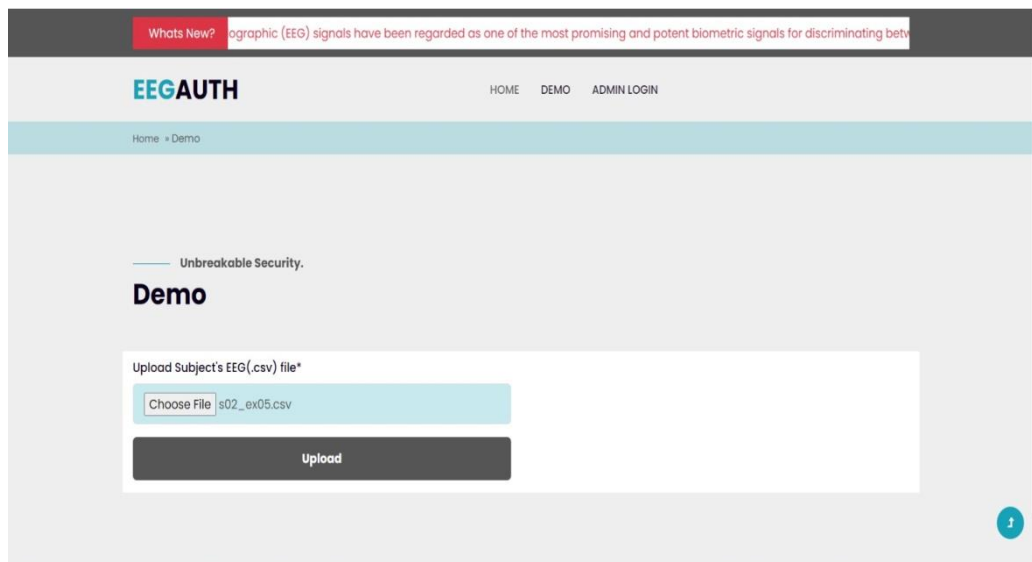 Whats New? ographic (EEG) signals have been regarded as one of the most promising and potent biometric signals for discriminating
EEGAUTH
HOME DEMO ADMIN LOGIN
Home » Demo
Unbreakable Security.
Demo
Upload Subject's EEG(.csv) file*
Choose File s02_ex05.csv
Upload